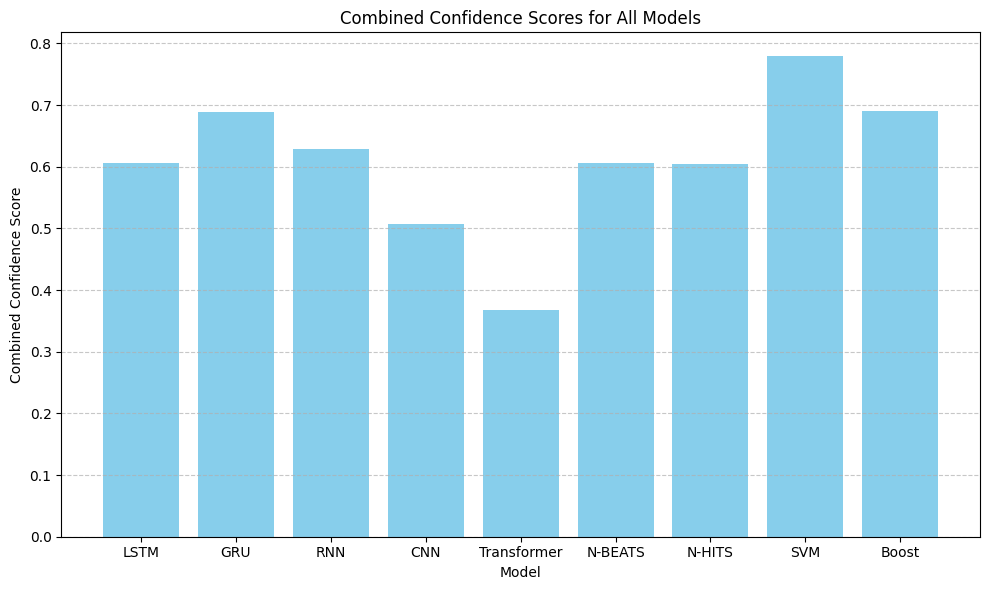 Combined Confidence Scores for All Models
Combined Confidence Score
0.8
0.7
0.6
0.5
0.4
0.3
0.2
0.1
0.0
LSTM GRU RNN CNN Transformer N-BEATS N-HITS SVM Boost
Model